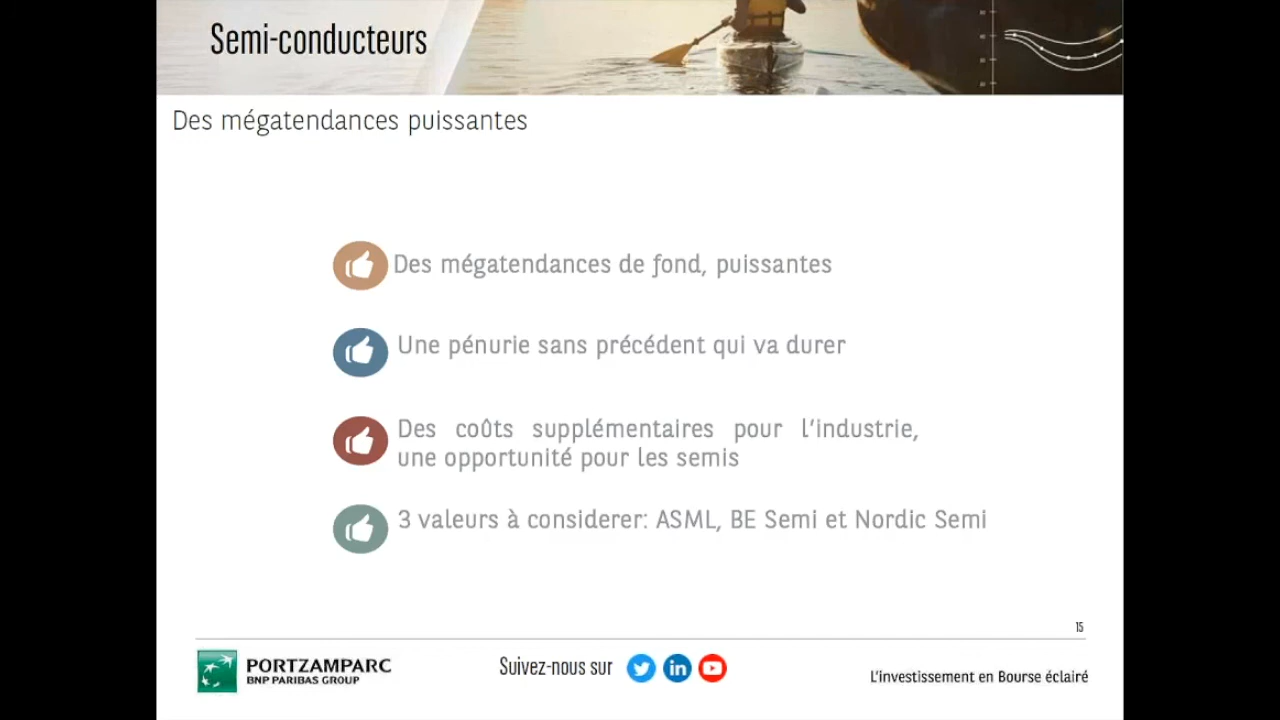 Semi-conducteurs
Des mégatendances puissantes
Des mégatendances de fond, puissantes
Une pénurie sans précédent qui va durer
Des coûts supplémentaires pour l'industrie,
une opportunité pour les semis
3 valeurs à considerer: ASML, BE Semi et Nordic Semi
15
PORTZAMPARC
BNP PARIBAS GROUP
Suivez-nous sur
in
L'investissement en Bourse éclairé